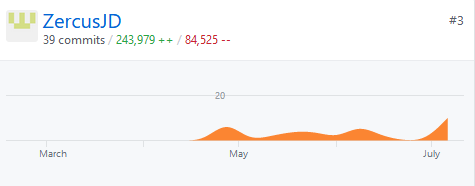 ZercusJD #3
39 commits / 243,979 ++ / 84,525 --
20
March May July